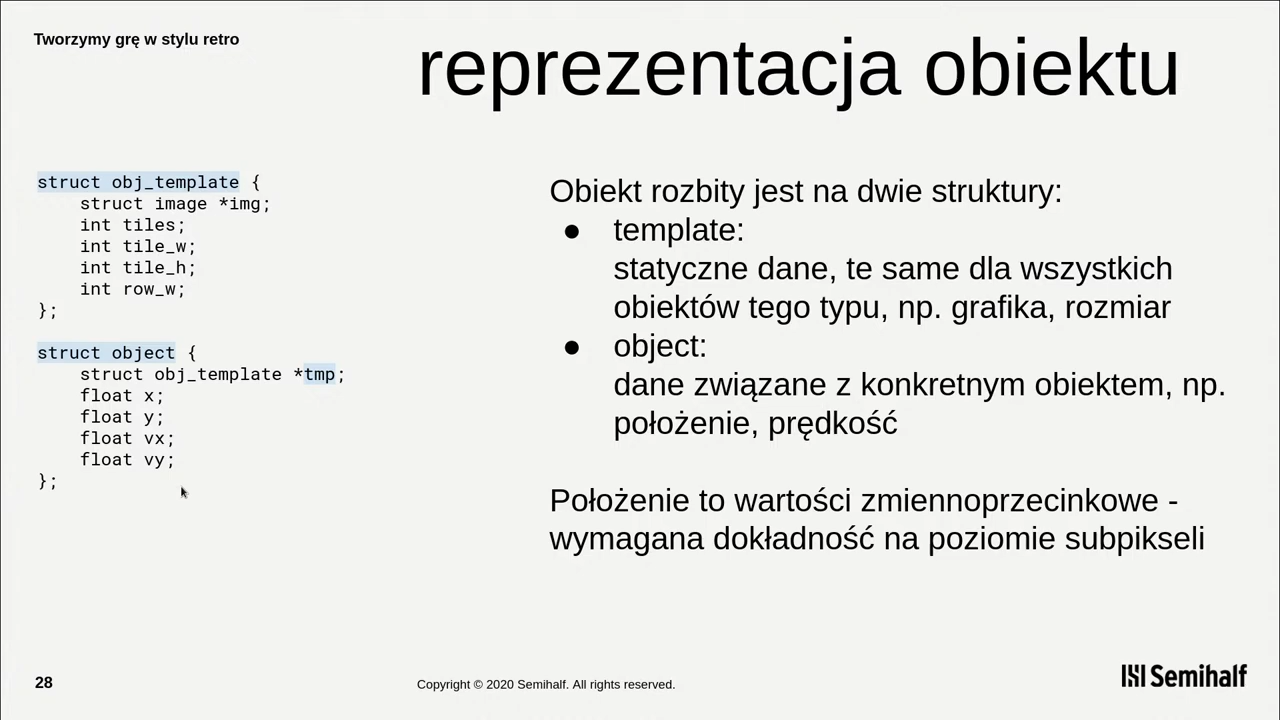 Tworzymy grę w stylu retro
reprezentacja obiektu
struct obj_template {
    struct image *img;
    int tiles;
    int tile_w;
    int tile_h;
    int row_w;
};
struct object {
    struct obj_template *tmp;
    float x;
    float y;
    float vx;
    float vy;
};
Obiekt rozbity jest na dwie struktury:
● template:
statyczne dane, te same dla wszystkich
obiektów tego typu, np. grafika, rozmiar
● object:
dane związane z konkretnym obiektem, np.
położenie, prędkość
Położenie to wartości zmiennoprzecinkowe -
wymagana dokładność na poziomie subpikseli
28
Copyright © 2020 Semihalf. All rights reserved.
Semihalf